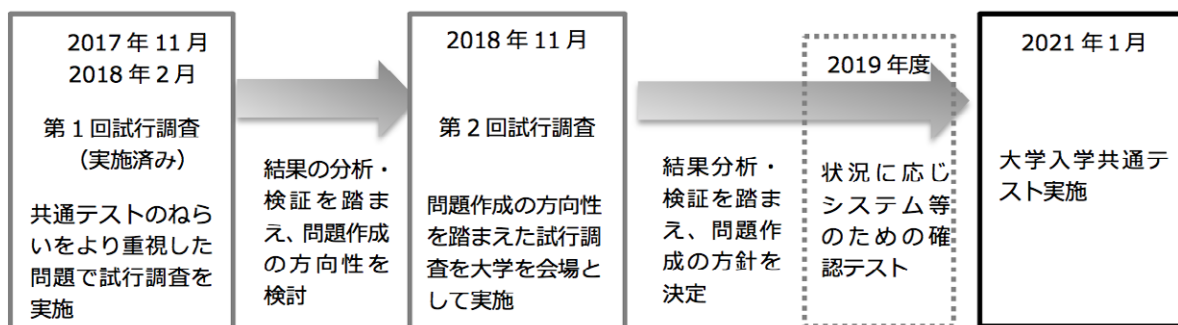 2017年11月
2018年2月
第1回試行調査
（実施済み）
共通テストのねら
いをより重視した
問題で試行調査を
実施
結果の分析・
検証を踏ま
え、問題作成
の方向性を
検討
2018年11月
第2回試行調査
問題作成の方向性
を踏まえた試行調
査を大学を会場と
して実施
結果分析・
検証を踏ま
え、問題作
成の方針を
決定
2019年度
状況に応じ
システム等
のための確
認テスト
2021年1月
大学入学共通テ
スト実施